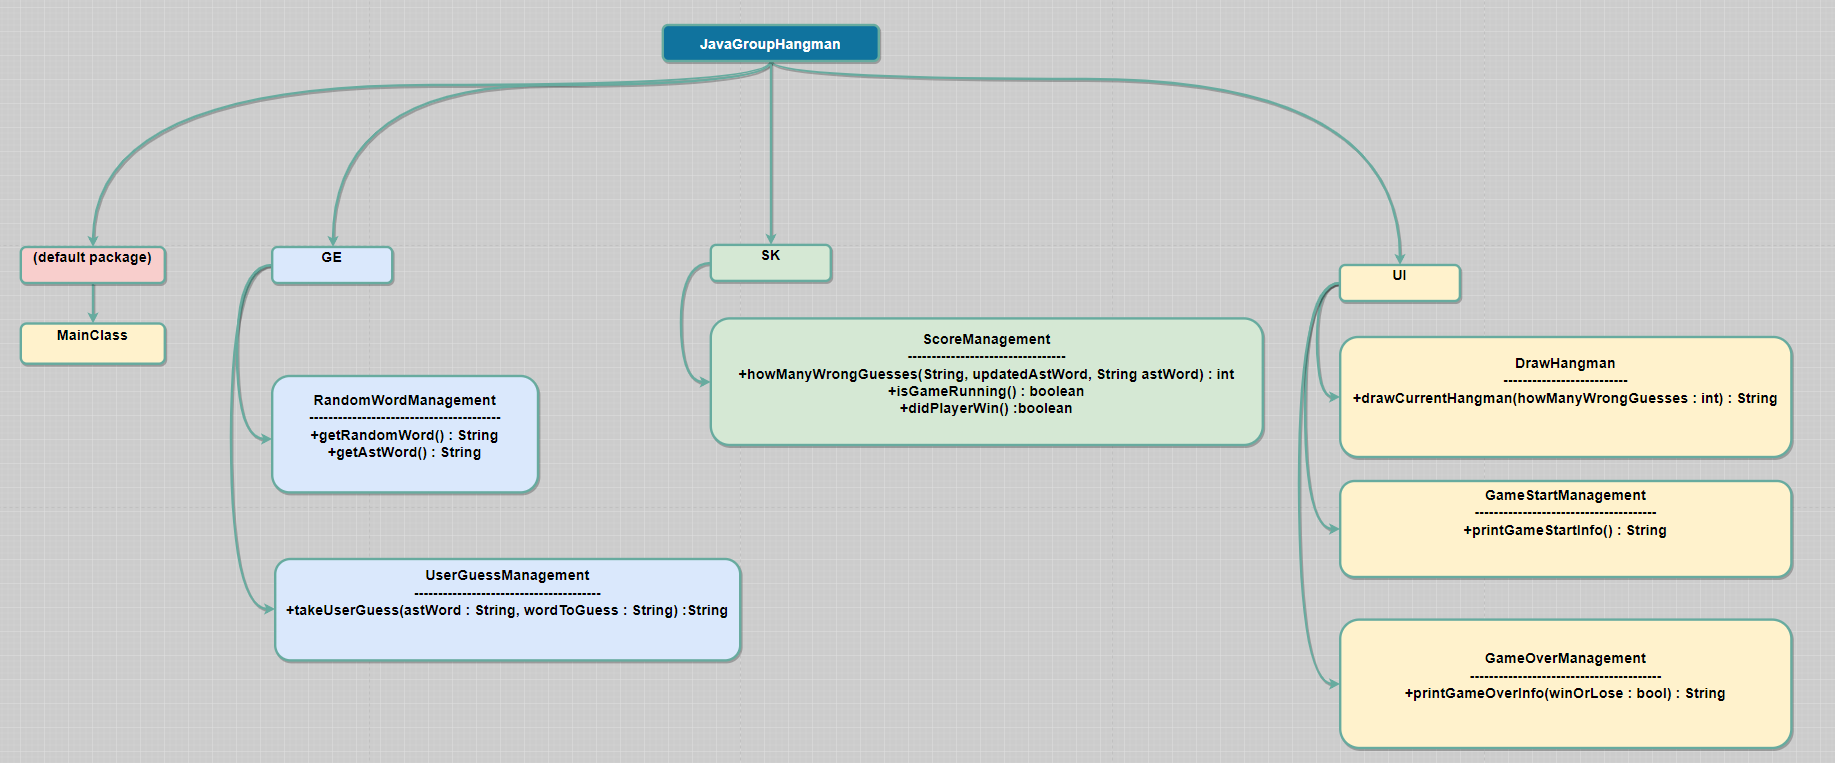 JavaGroupHangman
(default package)
MainClass
GE
RandomWordManagement
----------------------------------------
+getRandomWord() : String
+getAstWord() : String
UserGuessManagement
---------------------------------------
+takeUserGuess(astWord : String, wordToGuess : String) :String
SK
ScoreManagement
---------------------------------
+howManyWrongGuesses(String, updatedAstWord, String astWord) : int
+isGameRunning() : boolean
+didPlayerWin() :boolean
UI
DrawHangman
--------------------------
+drawCurrentHangman(howManyWrongGuesses : int) : String
GameStartManagement
--------------------------------------
+printGameStartInfo() : String
GameOverManagement
----------------------------------------
+printGameOverInfo(winOrLose : bool) : String